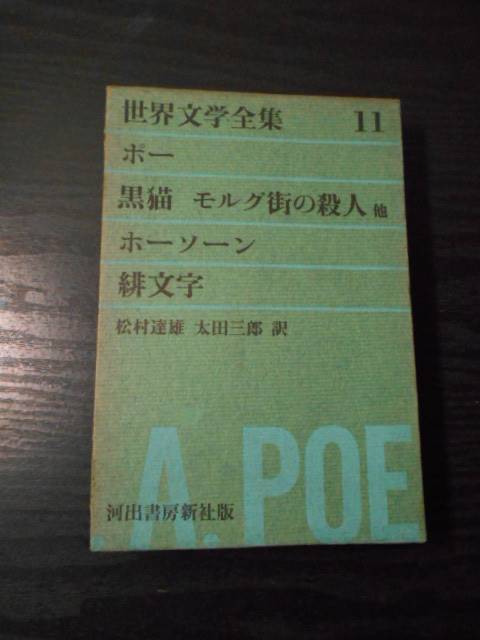 世界文学全集 11
ポー
黒猫 モルグ街の殺人 他
ホーソーン
緋文字
松村達雄 太田三郎 訳
.A.POE
河出書房新社版